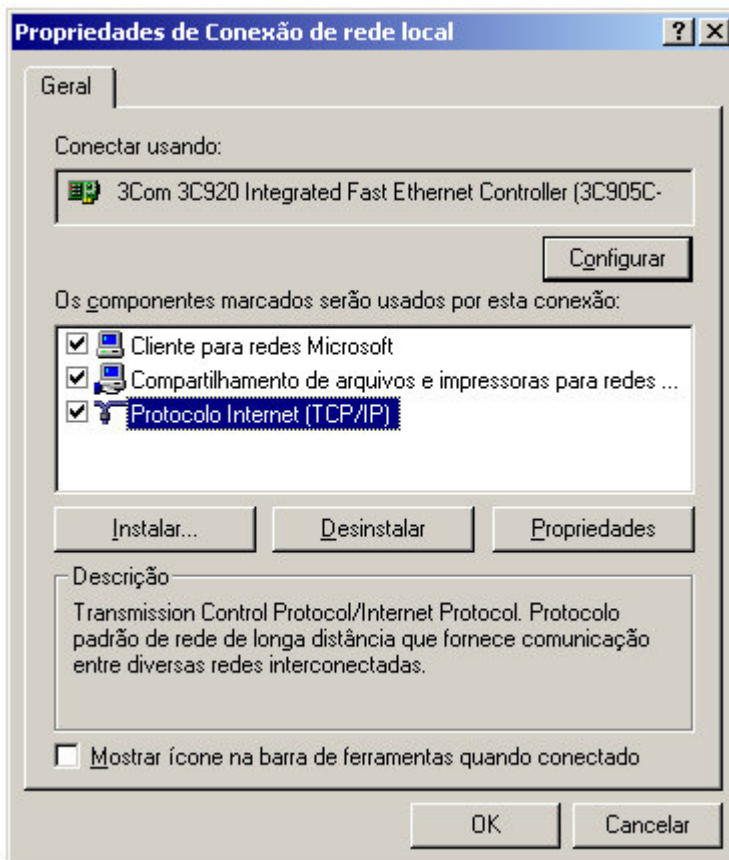 Propriedades de Conexão de rede local
Geral
Conectar usando:
3Com 3C920 Integrated Fast Ethernet Controller (3C905C-
Configurar
Os componentes marcados serão usados por esta conexão:
Cliente para redes Microsoft
Compartilhamento de arquivos e impressoras para redes ...
Protocolo Internet (TCP/IP)
Instalar... Desinstalar Propriedades
Descrição
Transmission Control Protocol/Internet Protocol. Protocolo
padrão de rede de longa distância que fornece comunicação
entre diversas redes interconectadas.
Mostrar ícone na barra de ferramentas quando conectado
OK Cancelar